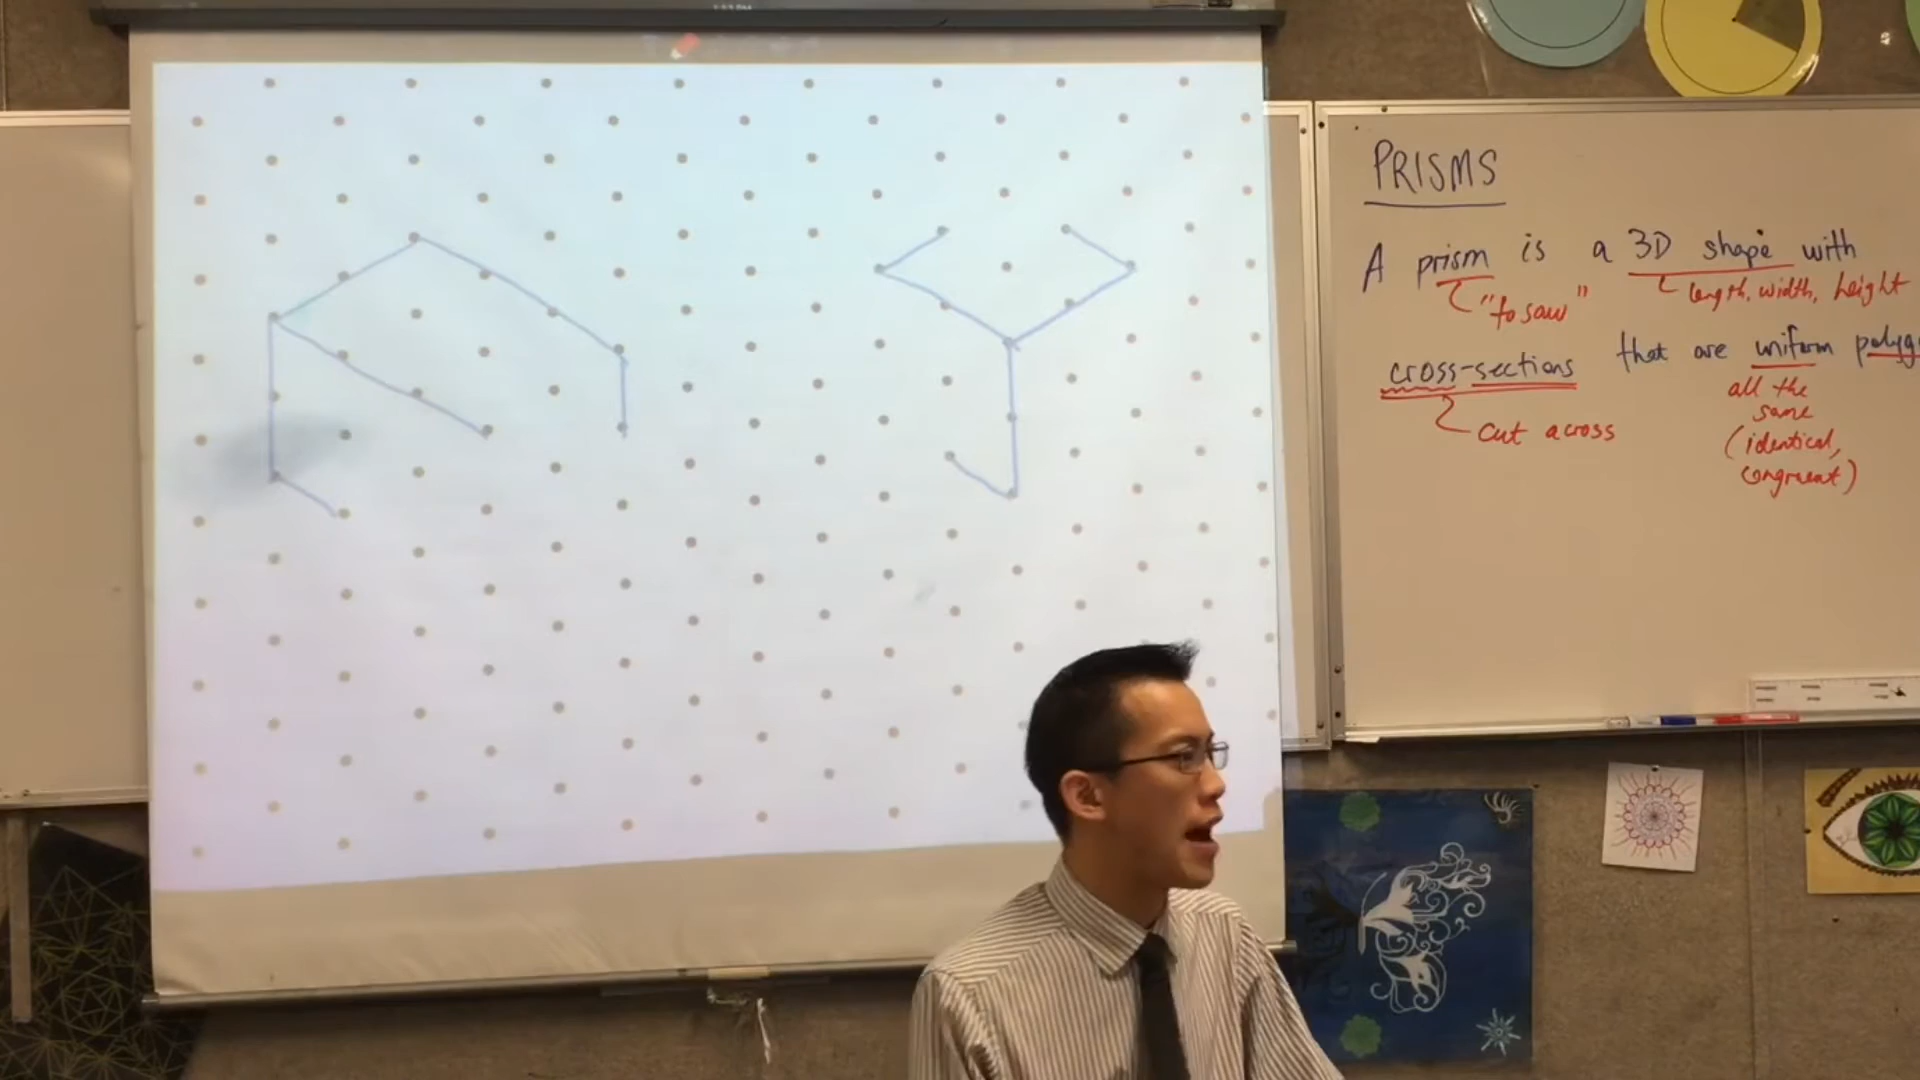 PRISMS
A prism is a 3D shape with
"to saw"
length, width, height
cross-sections that are uniform polyg
cut across
all the
same
(identical,
congruent)